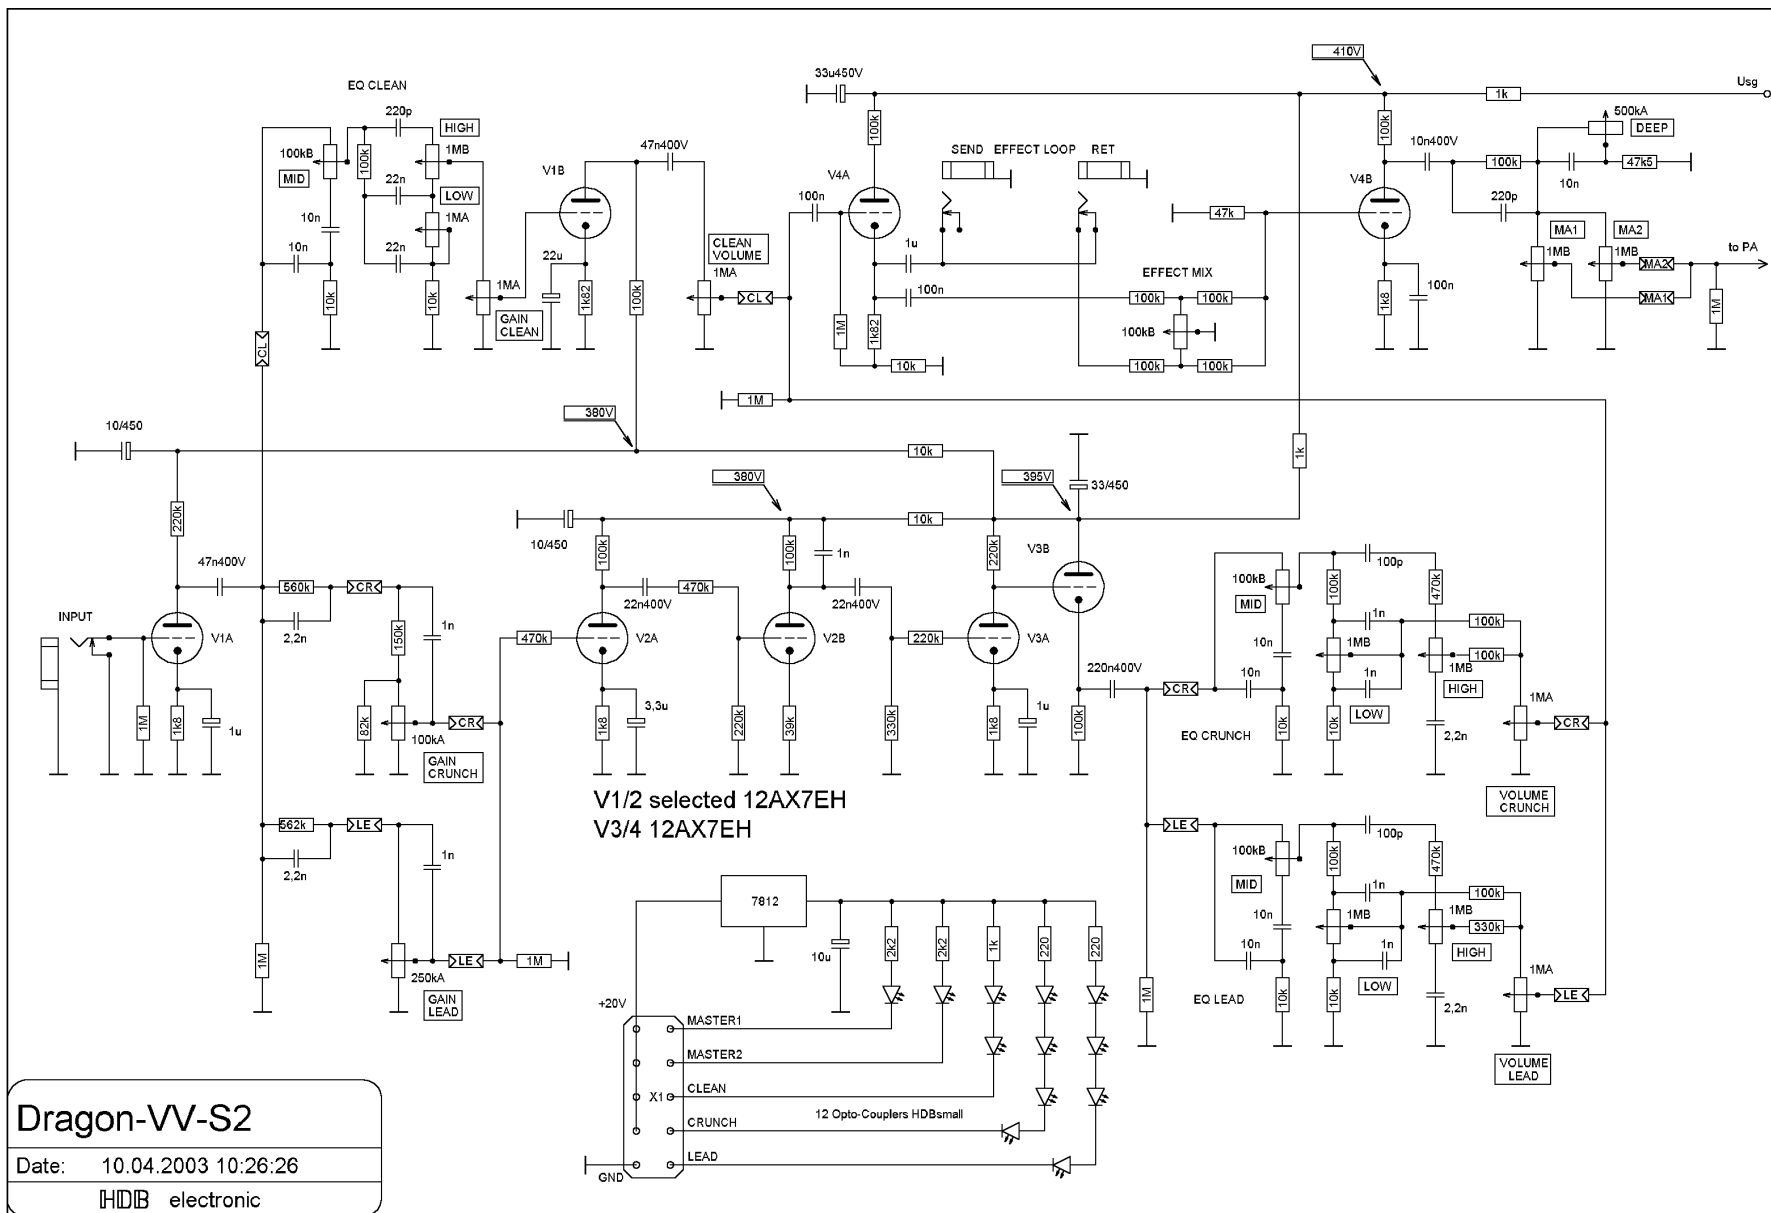 410V
33u450V
Usg
1k
EQ CLEAN
220p
HIGH
500kA
DEEP
100k
100k
10n400V
47n400V
SEND EFFECT LOOP RET
100kB
MID
100k
1MB
V1B
V4A
V4B
100k
10n
47k5
22n
LOW
1MA
100n
47k
220p
10n
10n
22n
22u
CLEAN
VOLUME
1MA
1u
EFFECT MIX
MA1
1MB
MA2
1MB
MA2
to PA
10k
10k
1MA
GAIN
CLEAN
1k82
100k
CL
100n
100k
100k
1k8
100n
MA1
1M
CL
1M
1k82
100kB
10k
100k
100k
1M
380V
10/450
10k
1k
380V
395V
33/450
220k
10k
10/450
100k
100k
1n
220k
V3B
47n400V
560k
CR
22n400V
470k
22n400V
100kB
MID
100k
100p
470k
1n
100k
INPUT
V1A
2,2n
150k
1n
470k
V2A
V2B
220k
V3A
220n400V
10n
10n
1MB
1n
1MB
100k
HIGH
CR
1M
1k8
1u
82k
100kA
CR
GAIN
CRUNCH
1k8
3,3u
220k
39k
330k
1k8
1u
100k
EQ CRUNCH
10k
10k
LOW
2,2n
1MA
CR
VOLUME
CRUNCH
V1/2 selected 12AX7EH
V3/4 12AX7EH
562k
LE
2,2n
1n
LE
100kB
MID
100k
100p
470k
1n
100k
7812
10u
2k2
2k2
1k
220
220
10n
10n
1MB
1n
1MB
330k
HIGH
1M
250kA
LE
GAIN
LEAD
1M
1M
EQ LEAD
10k
10k
LOW
2,2n
1MA
LE
VOLUME
LEAD
+20V
MASTER1
MASTER2
CLEAN
X1
CRUNCH
12 Opto-Couplers HDBsmall
LEAD
GND
Dragon-VV-S2
Date: 10.04.2003 10:26:26
HDB electronic